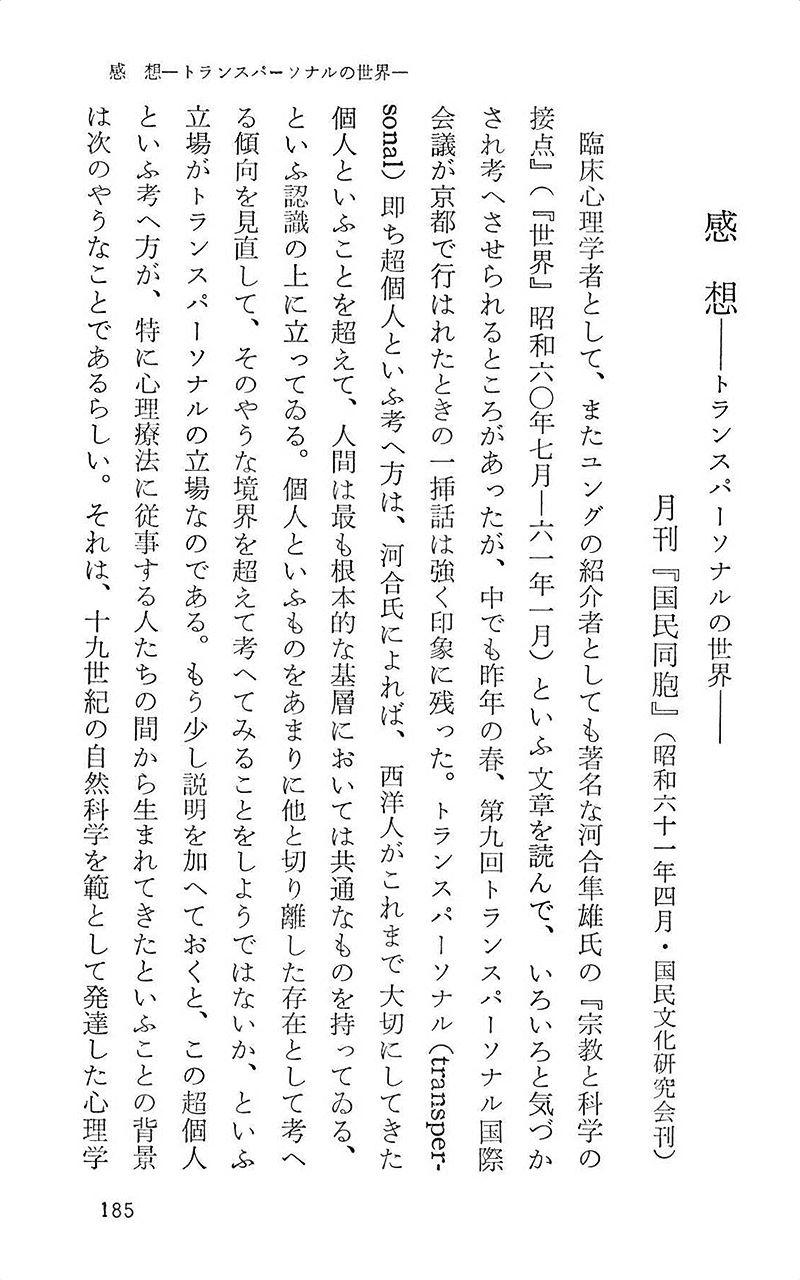 感　想―トランスパーソナルの世界―
感　想――トランスパーソナルの世界――
月刊『国民同胞』（昭和六十一年四月・国民文化研究会刊）
臨床心理学者として、またユングの紹介者としても著名な河合隼雄氏の『宗教と科学の
接点』（『世界』昭和六〇年七月―六一年一月）といふ文章を読んで、いろいろと気づか
され考へさせられるところがあったが、中でも昨年の春、第九回トランスパーソナル国際
会議が京都で行はれたときの一挿話は強く印象に残った。トランスパーソナル（transper-
sonal）即ち超個人といふ考へ方は、河合氏によれば、西洋人がこれまで大切にしてきた
個人といふことを超えて、人間は最も根本的な基層においては共通なものを持ってゐる、
といふ認識の上に立ってゐる。個人といふものをあまりに他と切り離した存在として考へ
る傾向を見直して、そのやうな境界を超えて考へてみることをしようではないか、といふ
立場がトランスパーソナルの立場なのである。もう少し説明を加へておくと、この超個人
といふ考へ方が、特に心理療法に従事する人たちの間から生まれてきたといふことの背景
は次のやうなことであるらしい。それは、十九世紀の自然科学を範として発達した心理学
185